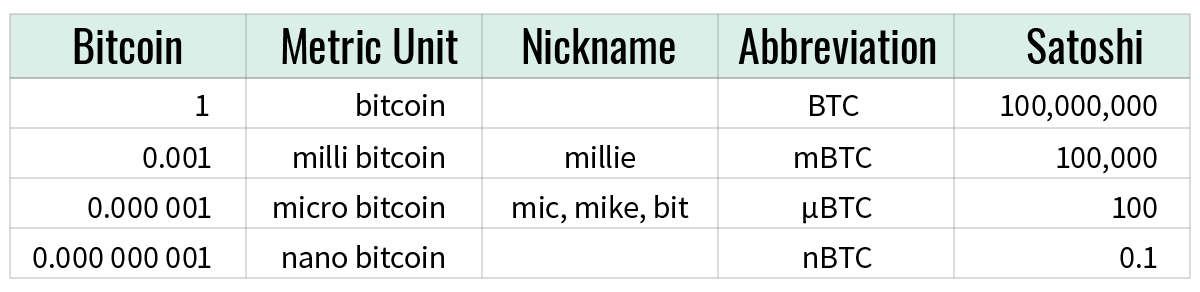 Bitcoin Metric Unit Nickname Abbreviation Satoshi
1 bitcoin BTC 100,000,000
0.001 milli bitcoin millie mBTC 100,000
0.000 001 micro bitcoin mic, mike, bit µBTC 100
0.000 000 001 nano bitcoin nBTC 0.1